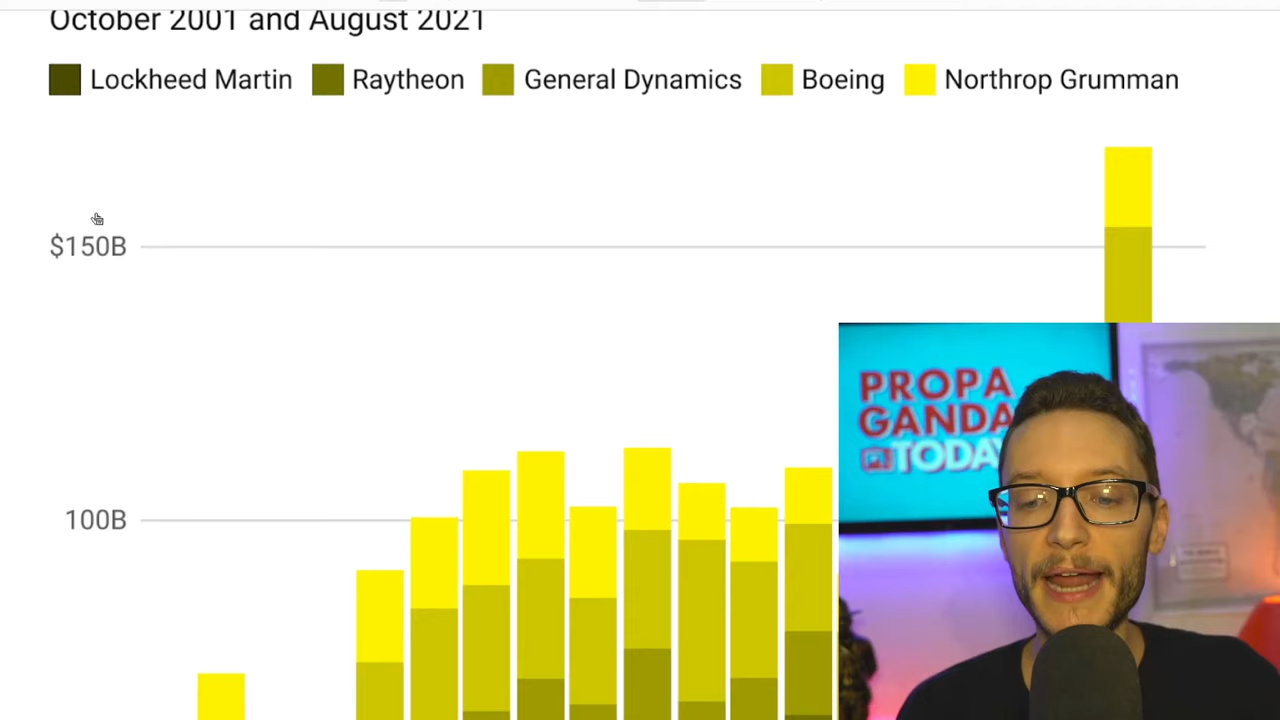 October 2001 and August 2021
Lockheed Martin Raytheon General Dynamics Boeing Northrop Grumman
$150B
100B
PROPA
GANDA
TODAY